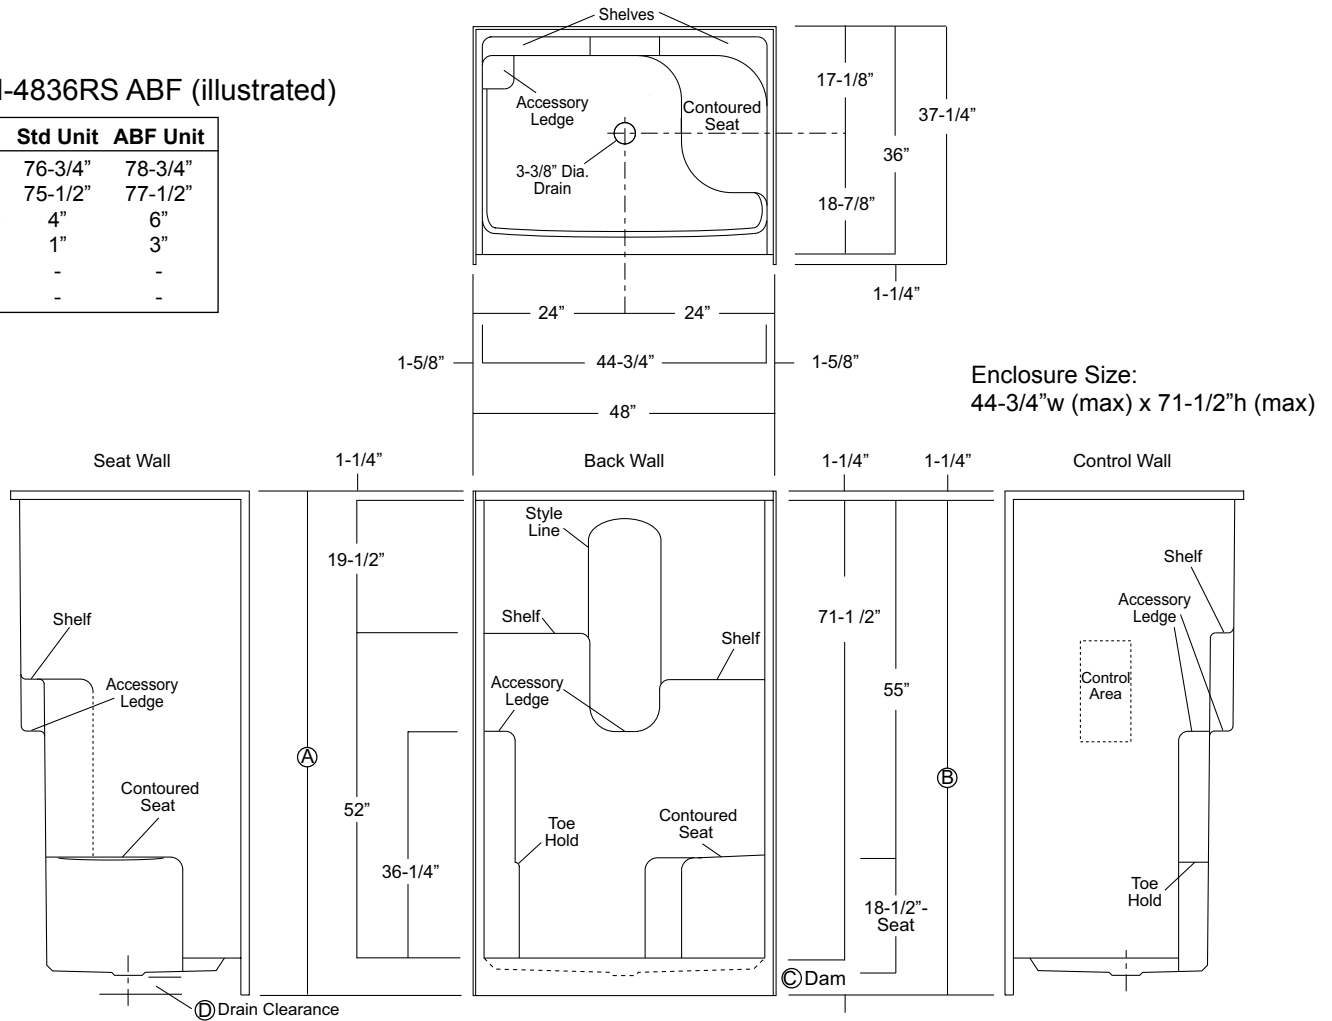 Shelves
-4836RS ABF (illustrated)
Std Unit ABF Unit
76-3/4” 78-3/4”
75-1/2” 77-1/2”
4” 6”
1” 3”
- -
- -
Accessory
Ledge
Contoured
Seat
3-3/8” Dia.
Drain
17-1/8”
37-1/4”
36”
18-7/8”
1-1/4”
24” 24”
1-5/8” 44-3/4” 1-5/8”
48”
Enclosure Size:
44-3/4”w (max) x 71-1/2”h (max)
Seat Wall
1-1/4”
Back Wall
1-1/4”
1-1/4”
Control Wall
Shelf
Accessory
Ledge
Contoured
Seat
D Drain Clearance
A
19-1/2”
52”
36-1/4”
Style
Line
Shelf
Shelf
Accessory
Ledge
Toe
Hold
Contoured
Seat
71-1 /2”
55”
18-1/2”-
Seat
C Dam
B
Shelf
Accessory
Ledge
Control
Area
Toe
Hold